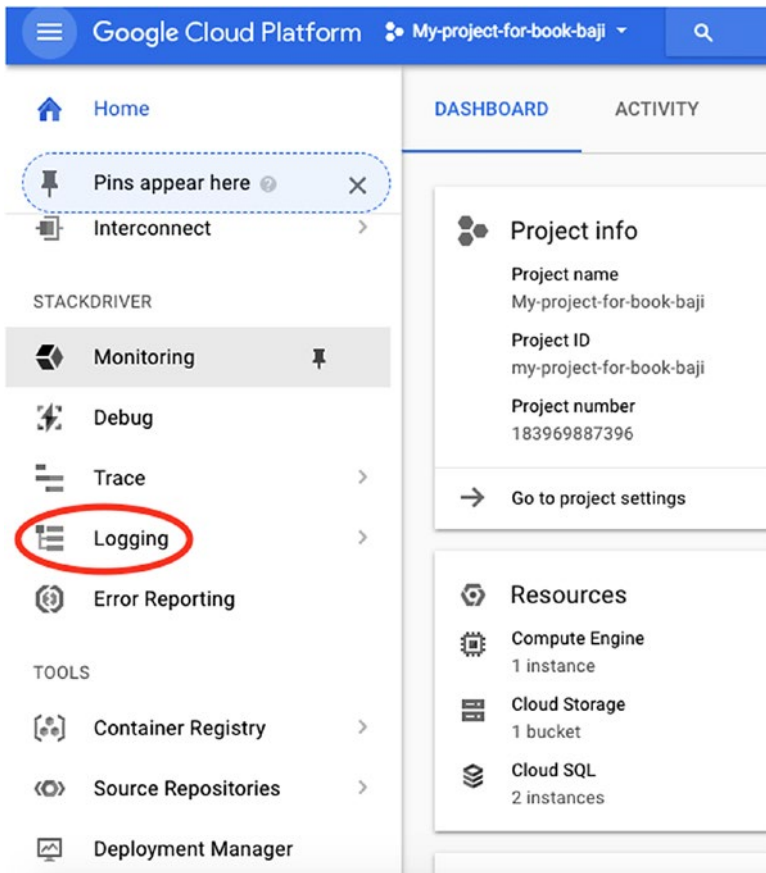 Google Cloud Platform My-project-for-book-baji
Home
Pins appear here
Interconnect
STACKDRIVER
Monitoring
Debug
Trace
Logging
Error Reporting
TOOLS
Container Registry
Source Repositories
Deployment Manager
DASHBOARD ACTIVITY
Project info
Project name
My-project-for-book-baji
Project ID
my-project-for-book-baji
Project number
183969887396
Go to project settings
Resources
Compute Engine
1 instance
Cloud Storage
1 bucket
Cloud SQL
2 instances